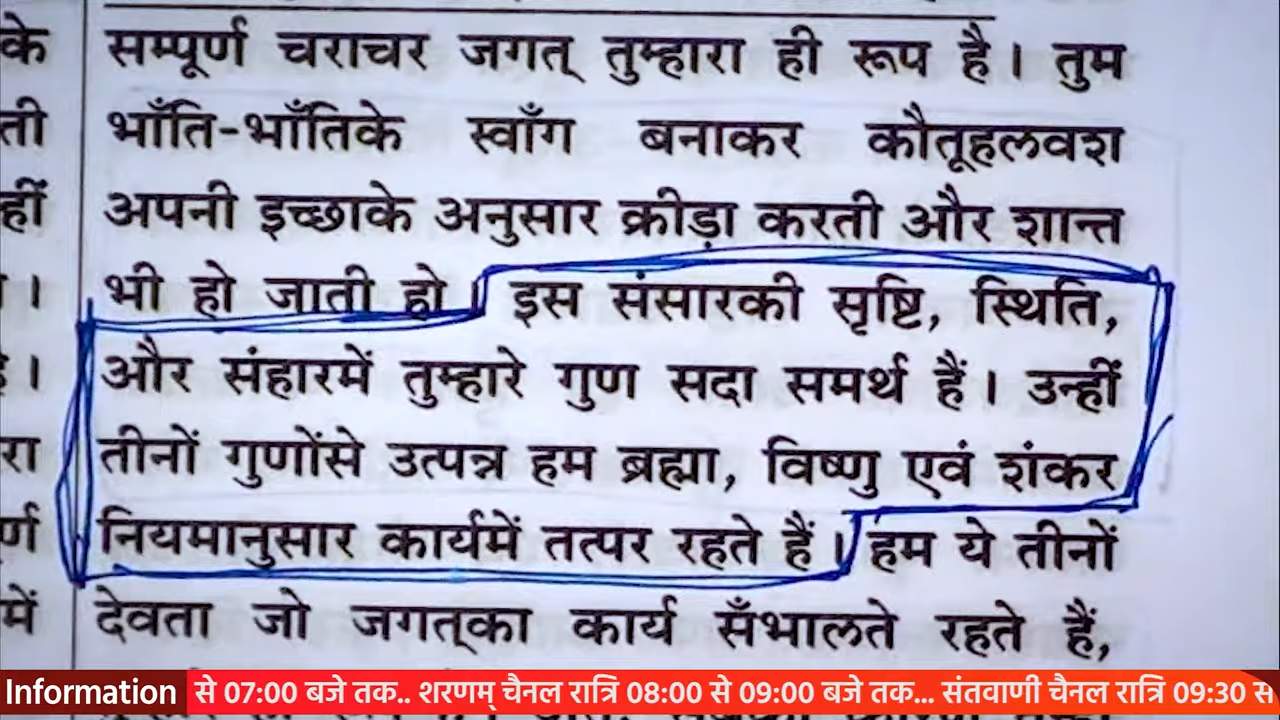 के सम्पूर्ण चराचर जगत् तुम्हारा ही रूप है। तुम
ती भाँति-भाँतिके स्वाँग बनाकर कौतूहलवश
हीं अपनी इच्छाके अनुसार क्रीड़ा करती और शान्त
। भी हो जाती हो। इस संसारकी सृष्टि, स्थिति,
। और संहारमें तुम्हारे गुण सदा समर्थ हैं। उन्हीं
रा तीनों गुणोंसे उत्पन्न हम ब्रह्मा, विष्णु एवं शंकर
र्ण नियमानुसार कार्यमें तत्पर रहते हैं। हम ये तीनों
में देवता जो जगत्का कार्य सँभालते रहते हैं,
Information से 07:00 बजे तक.. शरणम् चैनल रात्रि 08:00 से 09:00 बजे तक... संतवाणी चैनल रात्रि 09:30 स